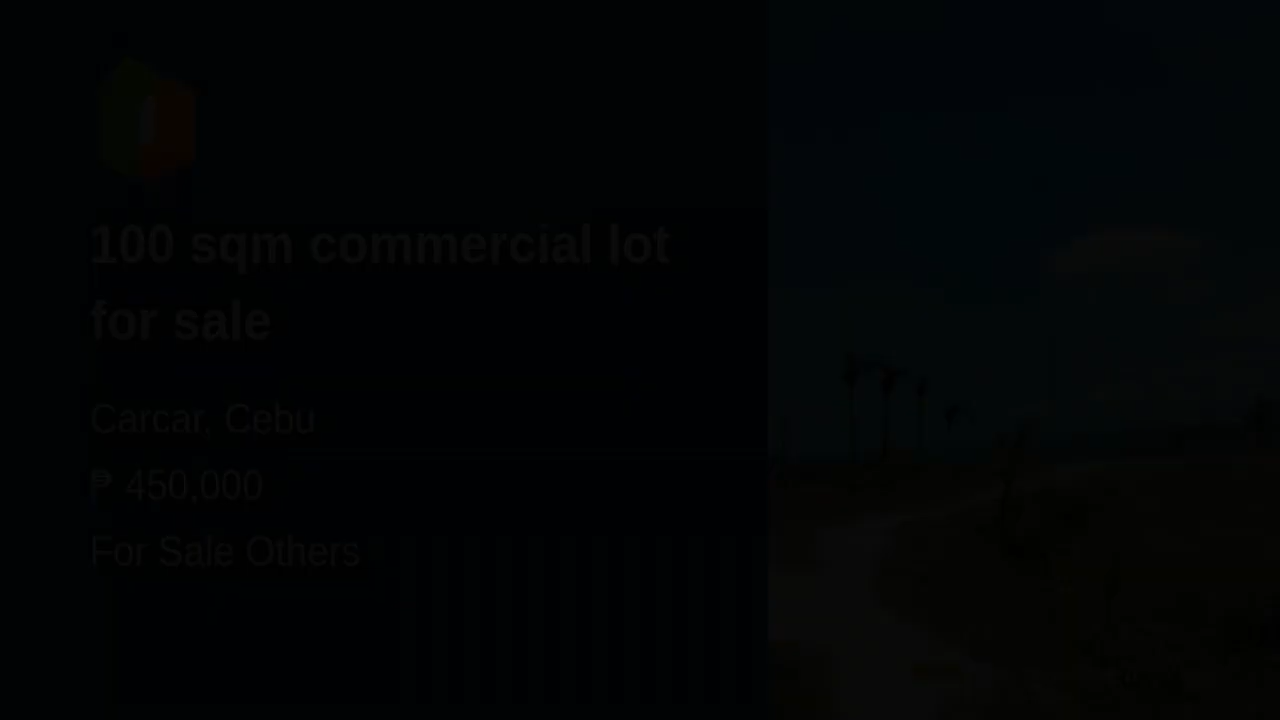 100 sqm commercial lot
for sale
Carcar, Cebu
₱ 450,000
For Sale Others